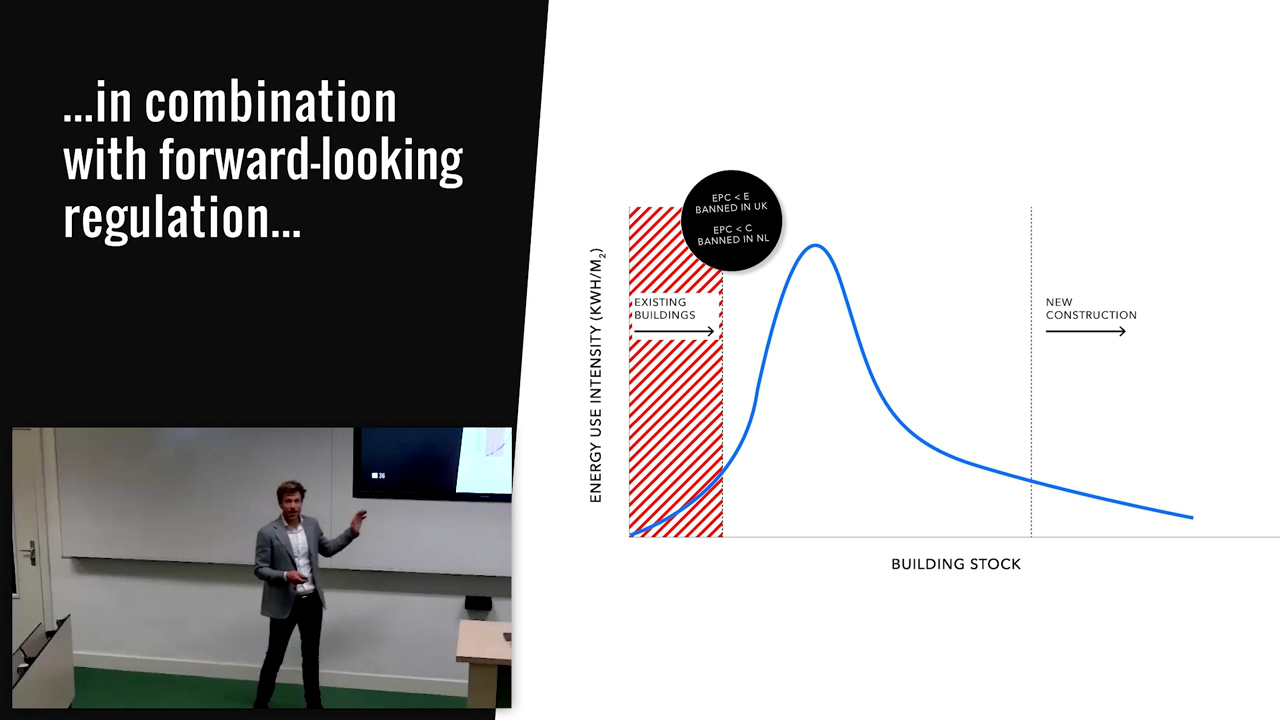 ...in combination
with forward-looking
regulation...
EPC < E
BANNED IN UK
EPC < C
BANNED IN NL
EXISTING
BUILDINGS
NEW
CONSTRUCTION
ENERGY USE INTENSITY (KWH/M2)
BUILDING STOCK
36